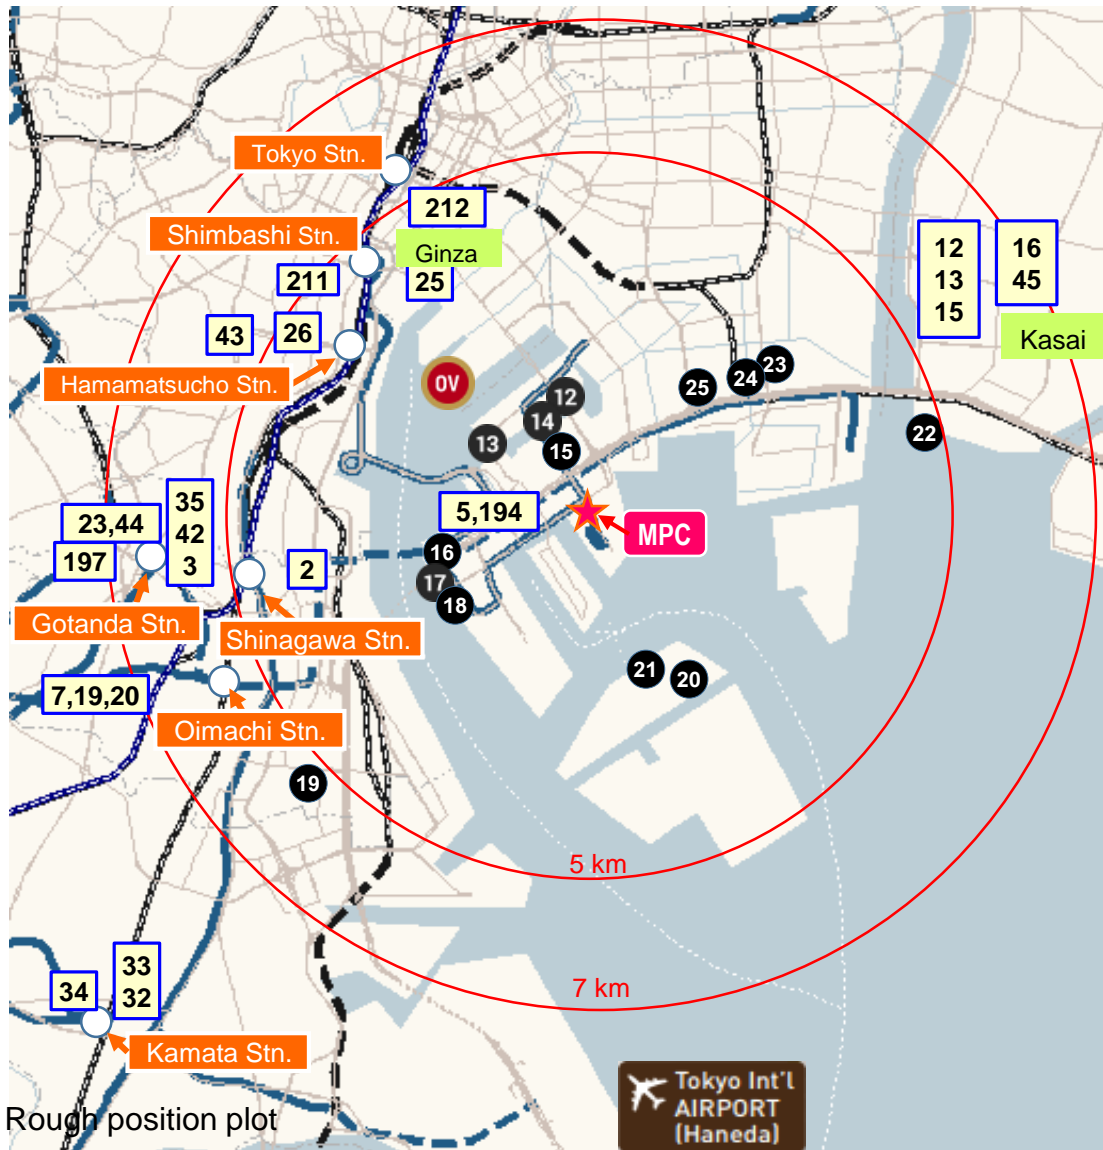 Tokyo Stn.
212
Shimbashi Stn.
Ginza
25
211
12
13
15
16
45
Kasai
43
26
Hamamatsucho Stn.
OV
12
14
13
15
25
24
23
22
35
42
3
23,44
197
5,194
MPC
2
16
17
18
Gotanda Stn.
Shinagawa Stn.
7,19,20
Oimachi Stn.
21
20
19
5 km
7 km
33
32
34
Kamata Stn.
Tokyo Int'l
AIRPORT
(Haneda)
Rough position plot